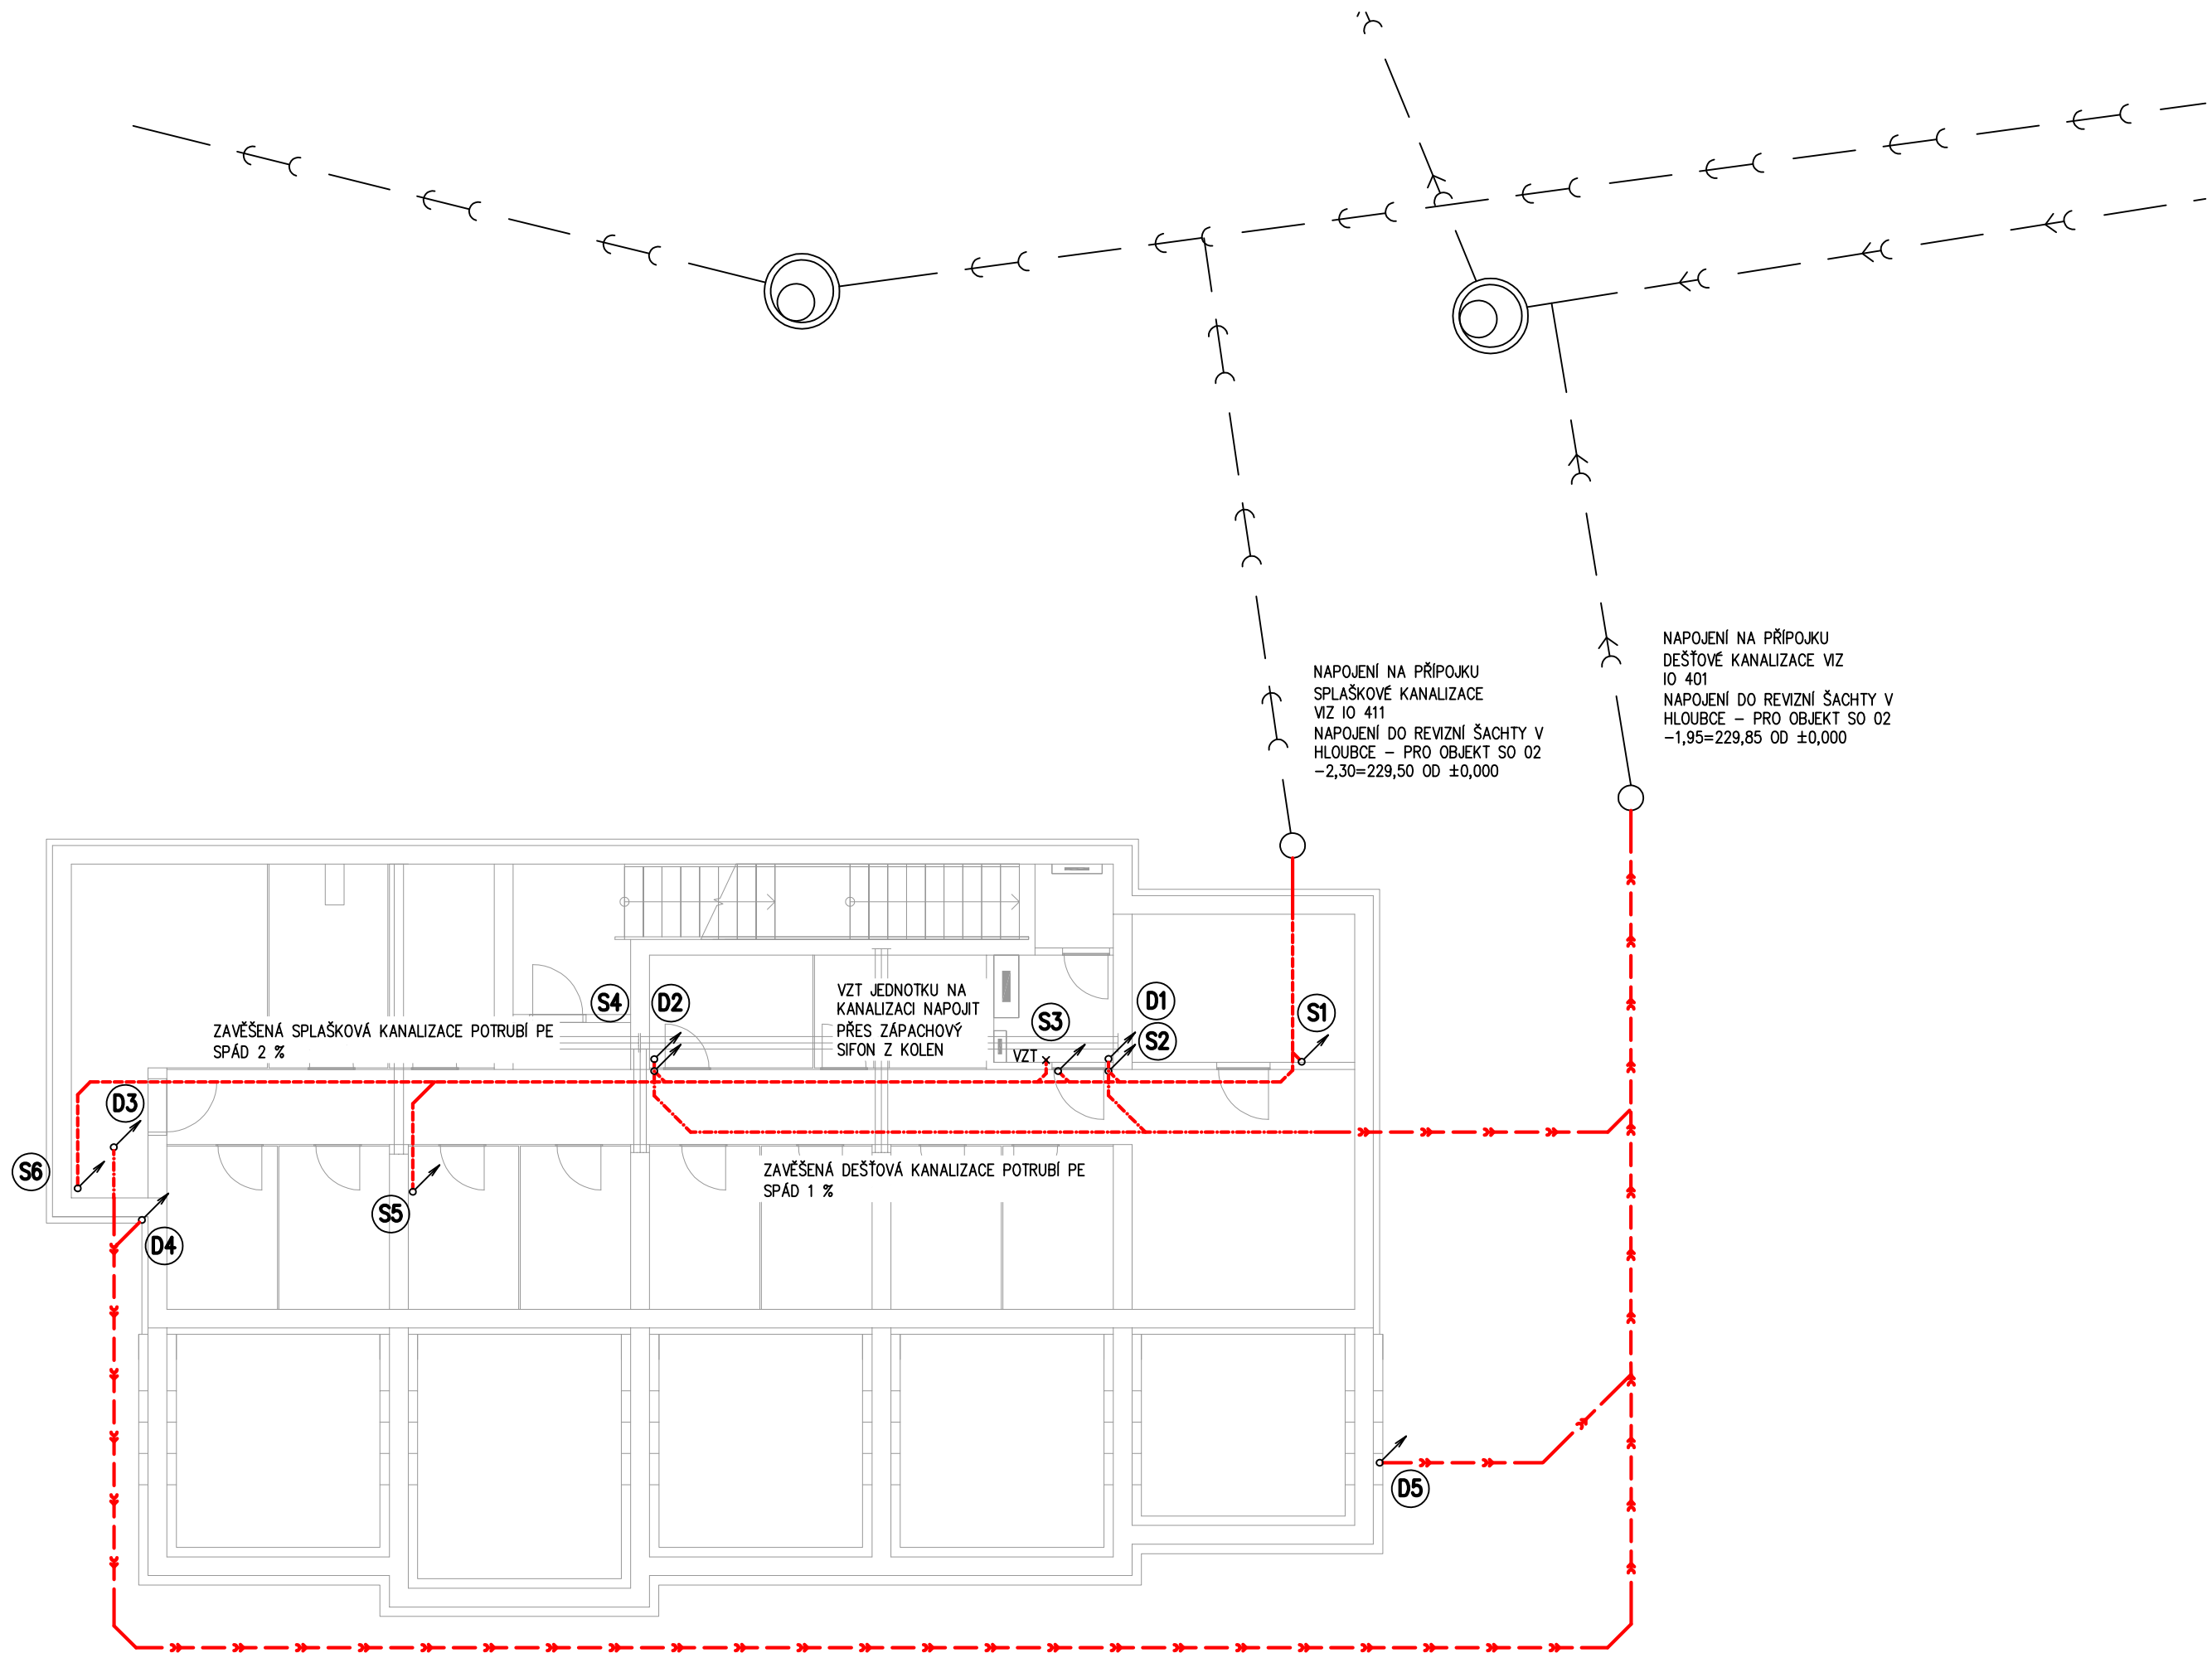 NAPOJENÍ NA PŘÍPOJKU
DEŠŤOVÉ KANALIZACE VIZ
IO 401
NAPOJENÍ DO REVIZNÍ ŠACHTY V
HLOUBCE – PRO OBJEKT SO 02
-1,95=229,85 OD ±0,000
NAPOJENÍ NA PŘÍPOJKU
SPLAŠKOVÉ KANALIZACE
VIZ IO 411
NAPOJENÍ DO REVIZNÍ ŠACHTY V
HLOUBCE – PRO OBJEKT SO 02
-2,30=229,50 OD ±0,000
VZT JEDNOTKU NA
KANALIZACI NAPOJIT
PŘES ZÁPACHOVÝ
SIFON Z KOLEN
S4
D2
D1
S1
S3
S2
ZAVĚŠENÁ SPLAŠKOVÁ KANALIZACE POTRUBÍ PE
SPÁD 2 %
VZT
D3
S6
ZAVĚŠENÁ DEŠŤOVÁ KANALIZACE POTRUBÍ PE
SPÁD 1 %
S5
D4
D5